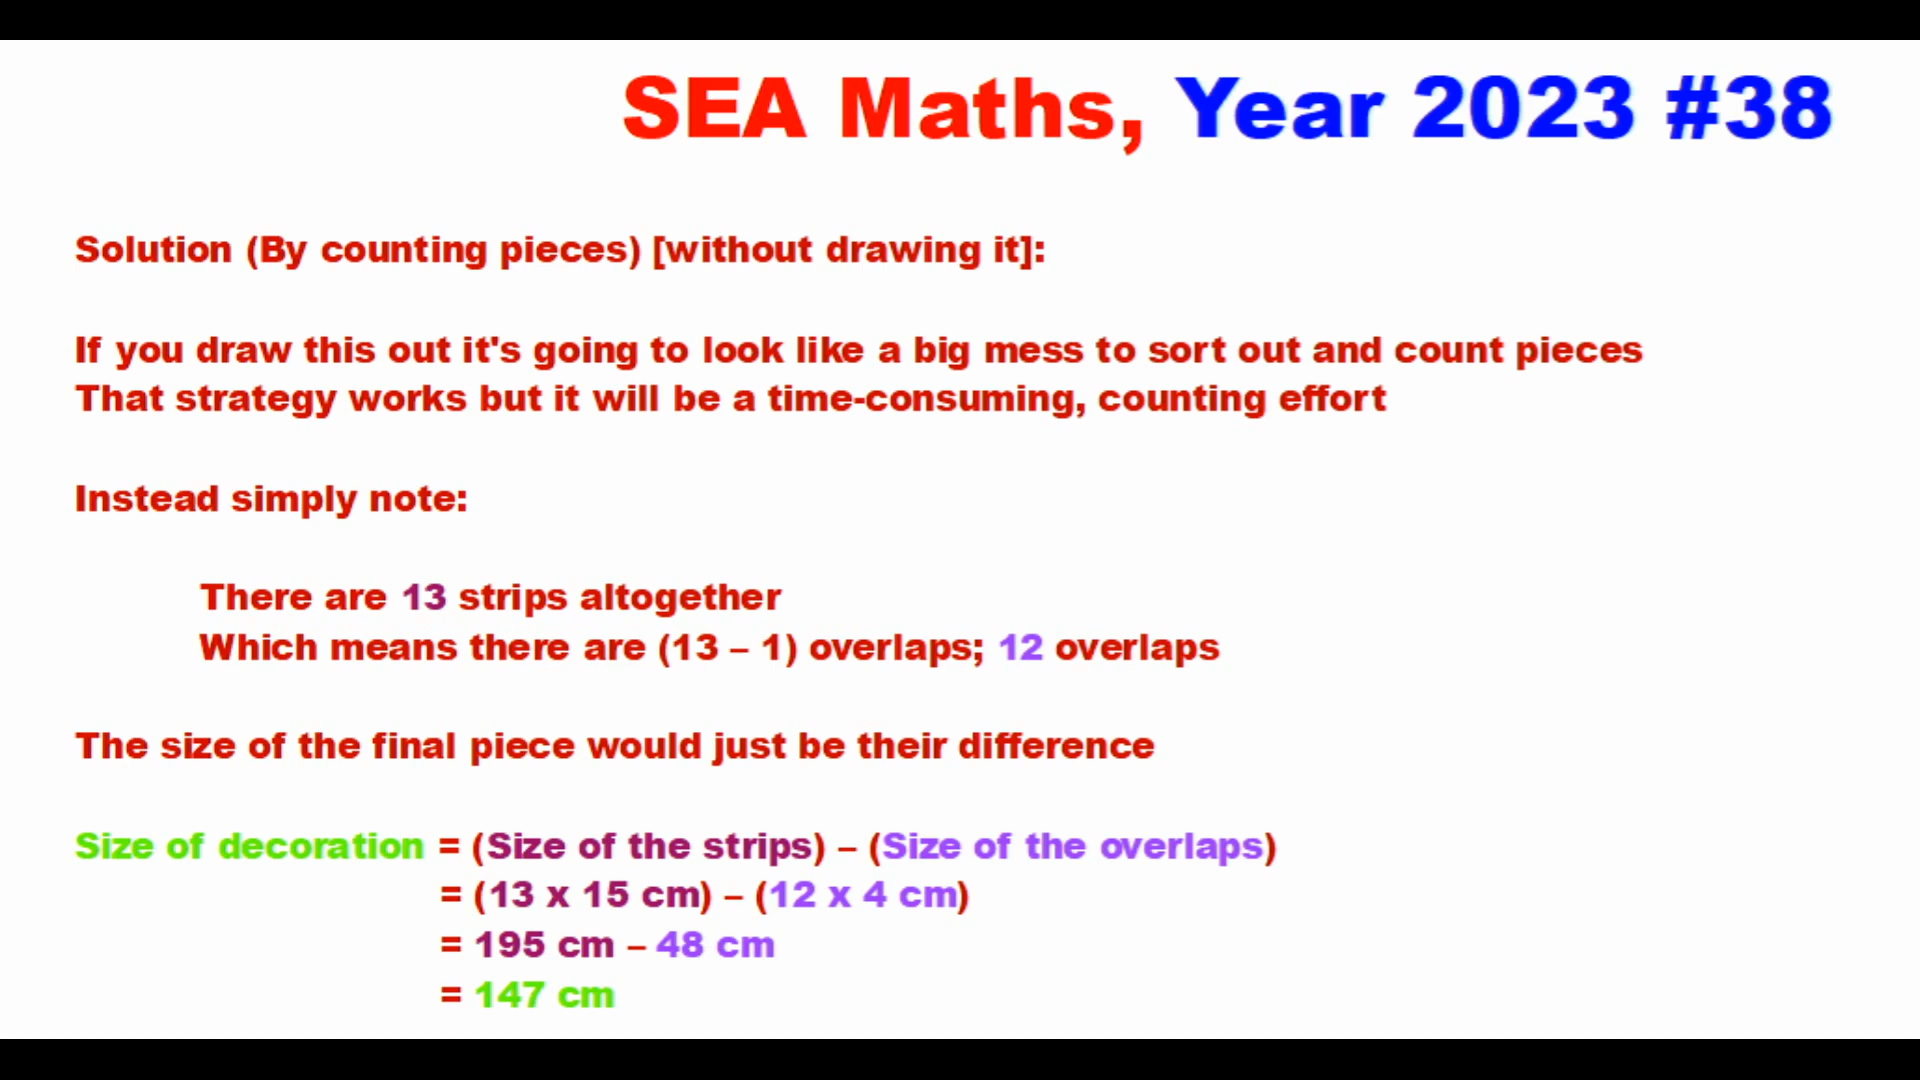 SEA Maths, Year 2023 #38
Solution (By counting pieces) [without drawing it]:
If you draw this out it's going to look like a big mess to sort out and count pieces
That strategy works but it will be a time-consuming, counting effort
Instead simply note:
There are 13 strips altogether
Which means there are (13 – 1) overlaps; 12 overlaps
The size of the final piece would just be their difference
Size of decoration = (Size of the strips) – (Size of the overlaps)
= (13 x 15 cm) – (12 x 4 cm)
= 195 cm – 48 cm
= 147 cm